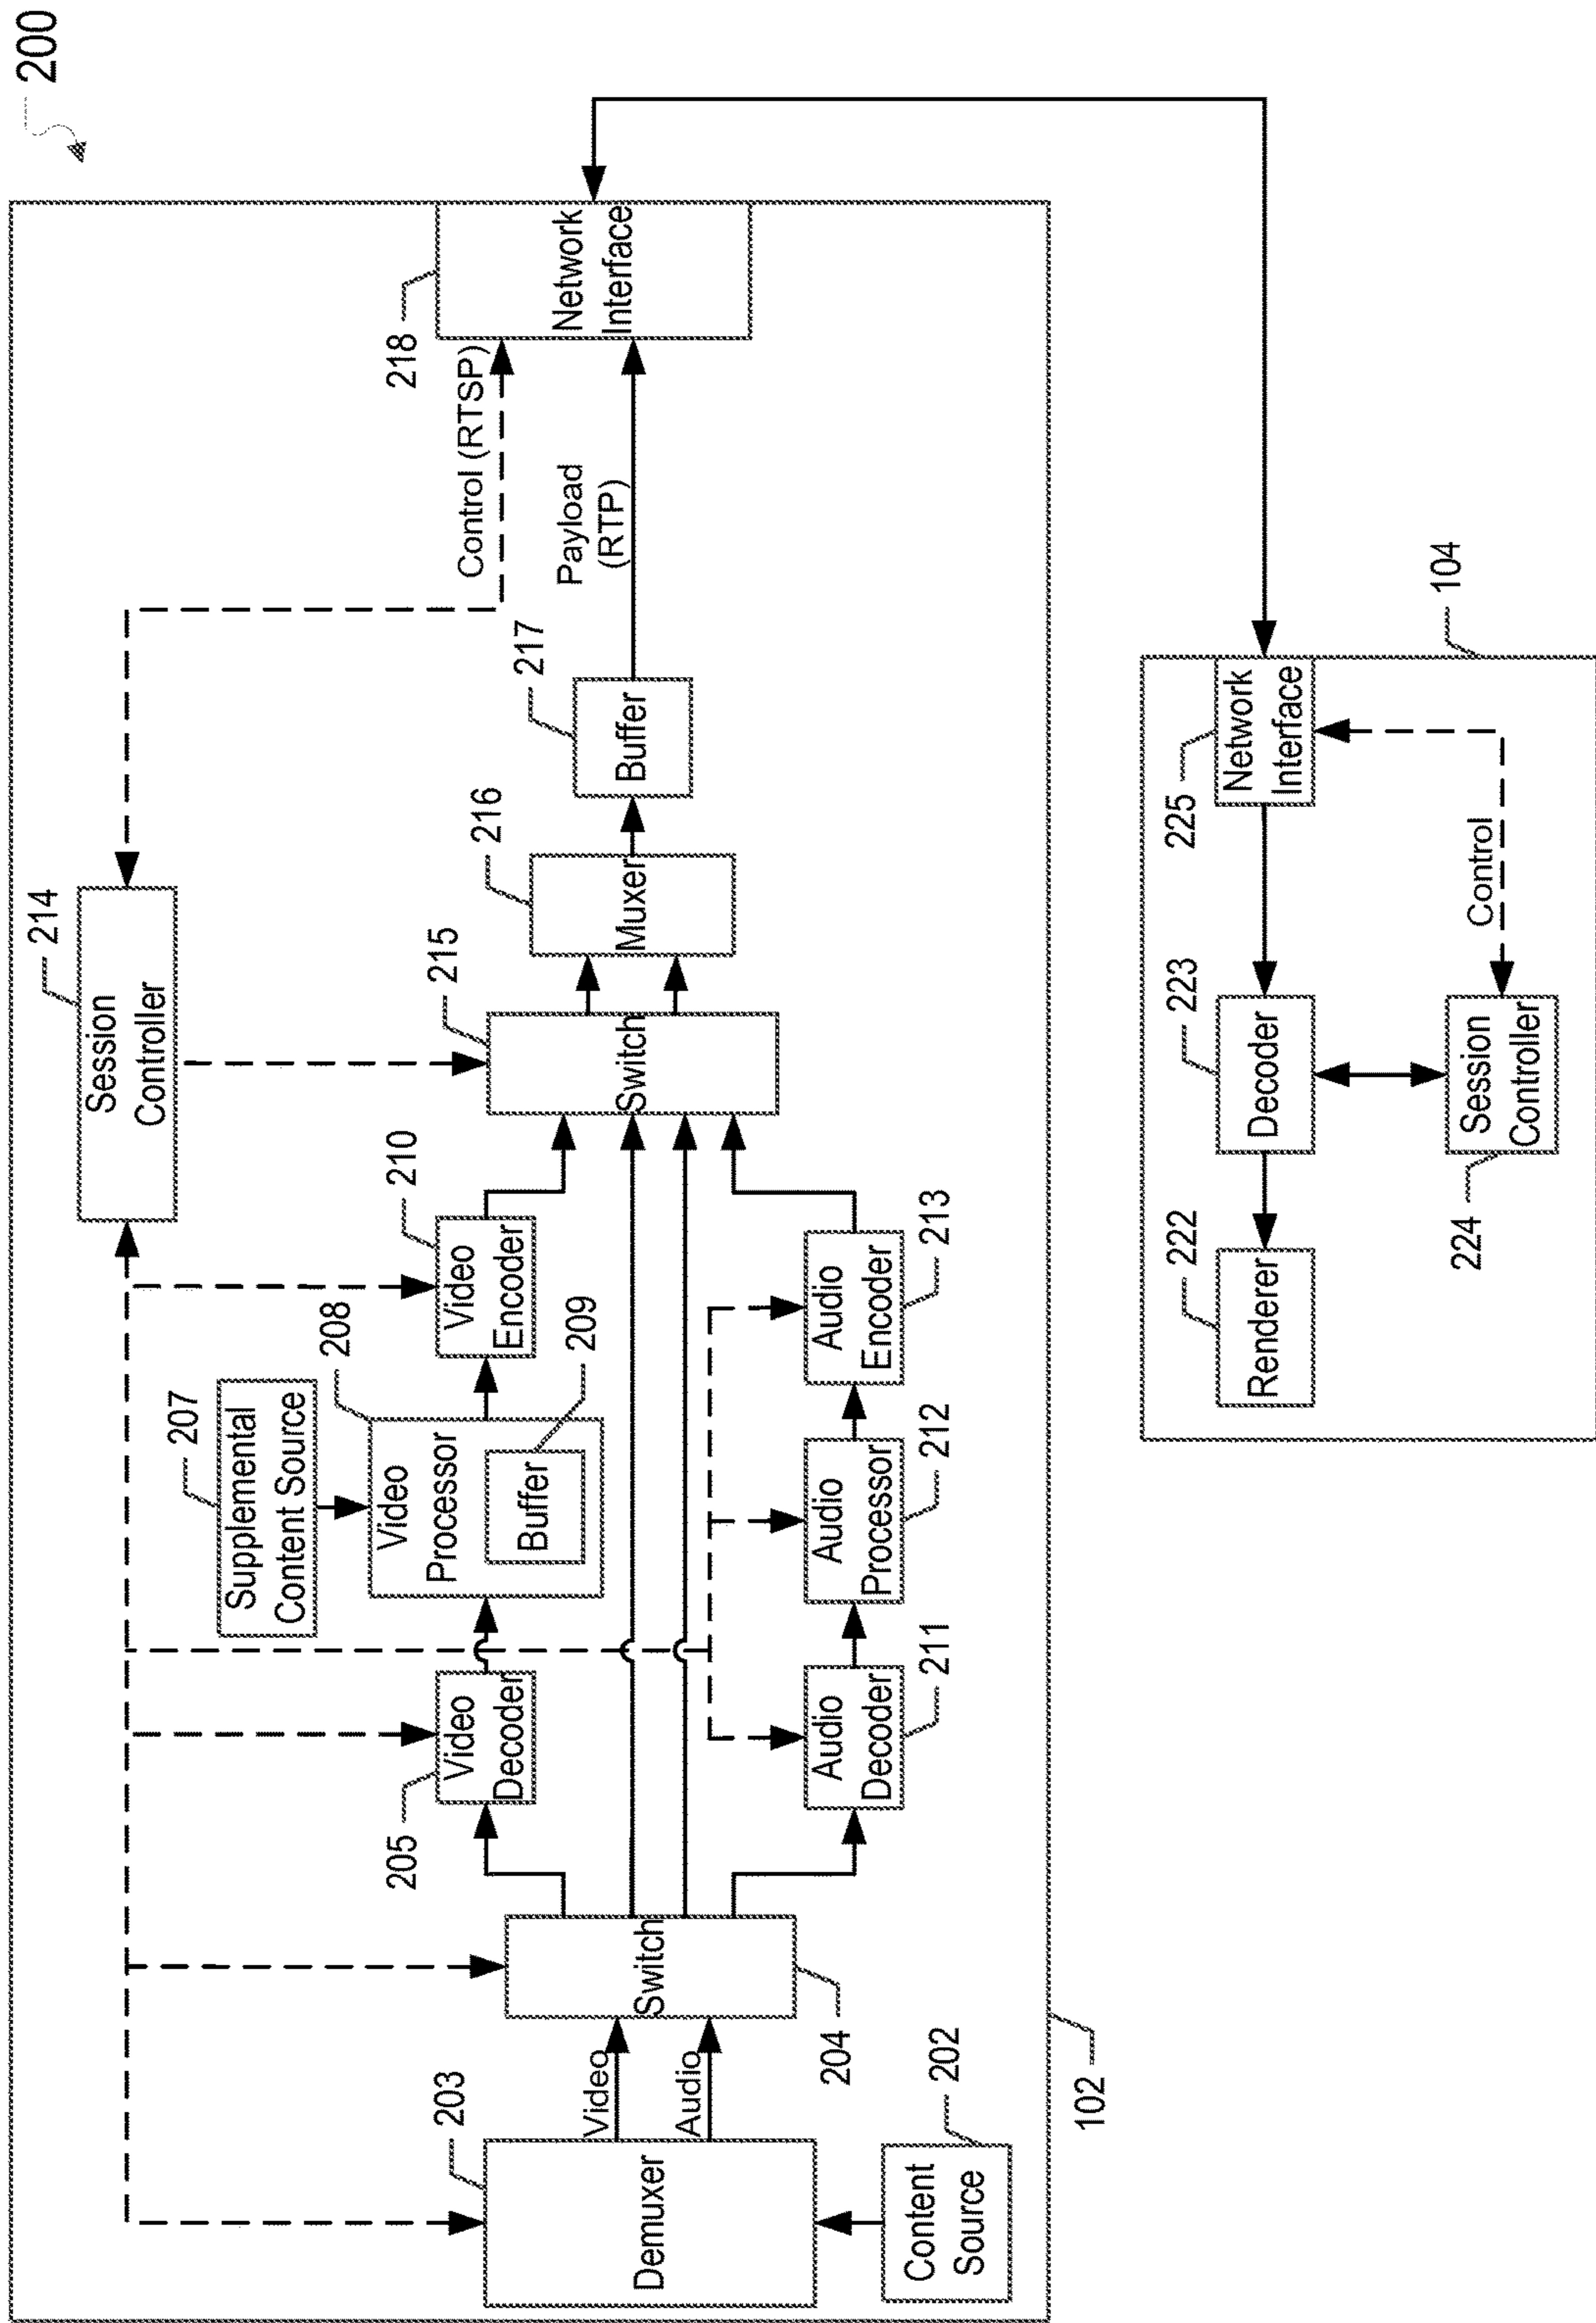 200
214
Session
Controller
207
Supplemental
Content Source
208
Video
Processor
209
Buffer
210
Video
Encoder
205
Video
Decoder
203
Demuxer
Video
Audio
Switch
204
Content
Source
202
215
Switch
216
Muxer
217
Buffer
Control (RTSP)
Payload
(RTP)
218
Network
Interface
Audio
Decoder
211
Audio
Processor
212
Audio
Encoder
213
102
104
222
Renderer
223
Decoder
225
Network
Interface
Control
Session
Controller
224